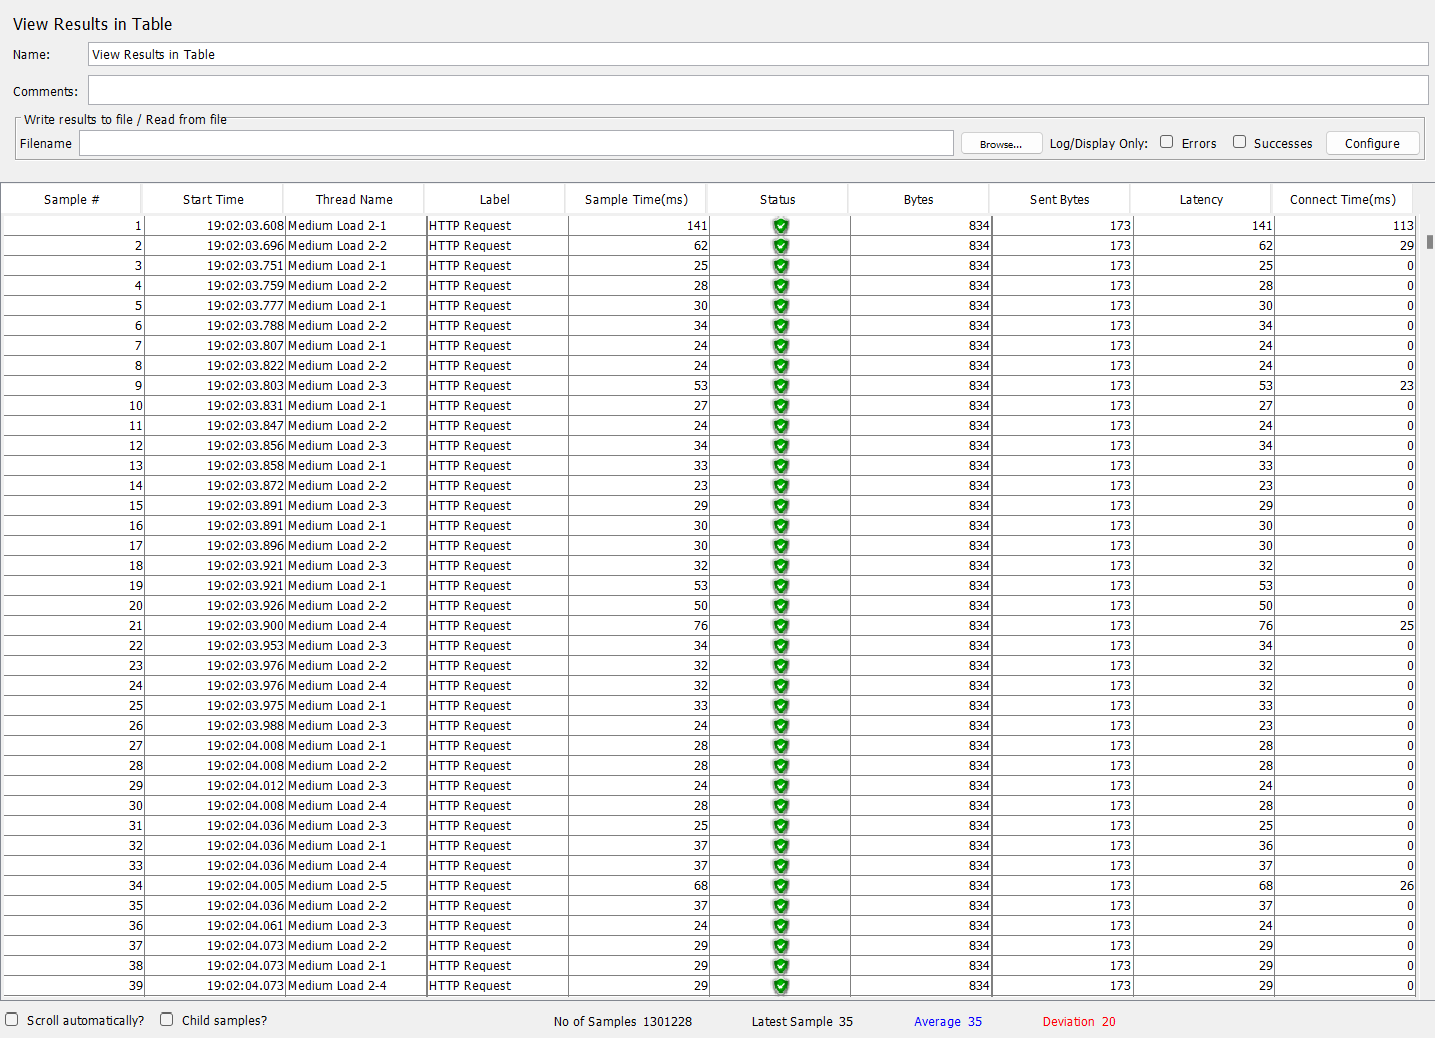 View Results in Table
Name: View Results in Table
Comments:
Write results to file / Read from file
Filename Browse... Log/Display Only: Errors Successes Configure
Sample # Start Time Thread Name Label Sample Time(ms) Status Bytes Sent Bytes Latency Connect Time(ms)
1 19:02:03.608 Medium Load 2-1 HTTP Request 141 834 173 141 113
2 19:02:03.696 Medium Load 2-2 HTTP Request 62 834 173 62 29
3 19:02:03.751 Medium Load 2-1 HTTP Request 25 834 173 25 0
4 19:02:03.759 Medium Load 2-2 HTTP Request 28 834 173 28 0
5 19:02:03.777 Medium Load 2-1 HTTP Request 30 834 173 30 0
6 19:02:03.788 Medium Load 2-2 HTTP Request 34 834 173 34 0
7 19:02:03.807 Medium Load 2-1 HTTP Request 24 834 173 24 0
8 19:02:03.822 Medium Load 2-2 HTTP Request 24 834 173 24 0
9 19:02:03.803 Medium Load 2-3 HTTP Request 53 834 173 53 23
10 19:02:03.831 Medium Load 2-1 HTTP Request 27 834 173 27 0
11 19:02:03.847 Medium Load 2-2 HTTP Request 24 834 173 24 0
12 19:02:03.856 Medium Load 2-3 HTTP Request 34 834 173 34 0
13 19:02:03.858 Medium Load 2-1 HTTP Request 33 834 173 33 0
14 19:02:03.872 Medium Load 2-2 HTTP Request 23 834 173 23 0
15 19:02:03.891 Medium Load 2-3 HTTP Request 29 834 173 29 0
16 19:02:03.891 Medium Load 2-1 HTTP Request 30 834 173 30 0
17 19:02:03.896 Medium Load 2-2 HTTP Request 30 834 173 30 0
18 19:02:03.921 Medium Load 2-3 HTTP Request 32 834 173 32 0
19 19:02:03.921 Medium Load 2-1 HTTP Request 53 834 173 53 0
20 19:02:03.926 Medium Load 2-2 HTTP Request 50 834 173 50 0
21 19:02:03.900 Medium Load 2-4 HTTP Request 76 834 173 76 25
22 19:02:03.953 Medium Load 2-3 HTTP Request 34 834 173 34 0
23 19:02:03.976 Medium Load 2-2 HTTP Request 32 834 173 32 0
24 19:02:03.976 Medium Load 2-4 HTTP Request 32 834 173 32 0
25 19:02:03.975 Medium Load 2-1 HTTP Request 33 834 173 33 0
26 19:02:03.988 Medium Load 2-3 HTTP Request 24 834 173 23 0
27 19:02:04.008 Medium Load 2-1 HTTP Request 28 834 173 28 0
28 19:02:04.008 Medium Load 2-2 HTTP Request 28 834 173 28 0
29 19:02:04.012 Medium Load 2-3 HTTP Request 24 834 173 24 0
30 19:02:04.008 Medium Load 2-4 HTTP Request 28 834 173 28 0
31 19:02:04.036 Medium Load 2-3 HTTP Request 25 834 173 25 0
32 19:02:04.036 Medium Load 2-1 HTTP Request 37 834 173 36 0
33 19:02:04.036 Medium Load 2-4 HTTP Request 37 834 173 37 0
34 19:02:04.005 Medium Load 2-5 HTTP Request 68 834 173 68 26
35 19:02:04.036 Medium Load 2-2 HTTP Request 37 834 173 37 0
36 19:02:04.061 Medium Load 2-3 HTTP Request 24 834 173 24 0
37 19:02:04.073 Medium Load 2-2 HTTP Request 29 834 173 29 0
38 19:02:04.073 Medium Load 2-1 HTTP Request 29 834 173 29 0
39 19:02:04.073 Medium Load 2-4 HTTP Request 29 834 173 29 0
Scroll automatically? Child samples? No of Samples 1301228 Latest Sample 35 Average 35 Deviation 20